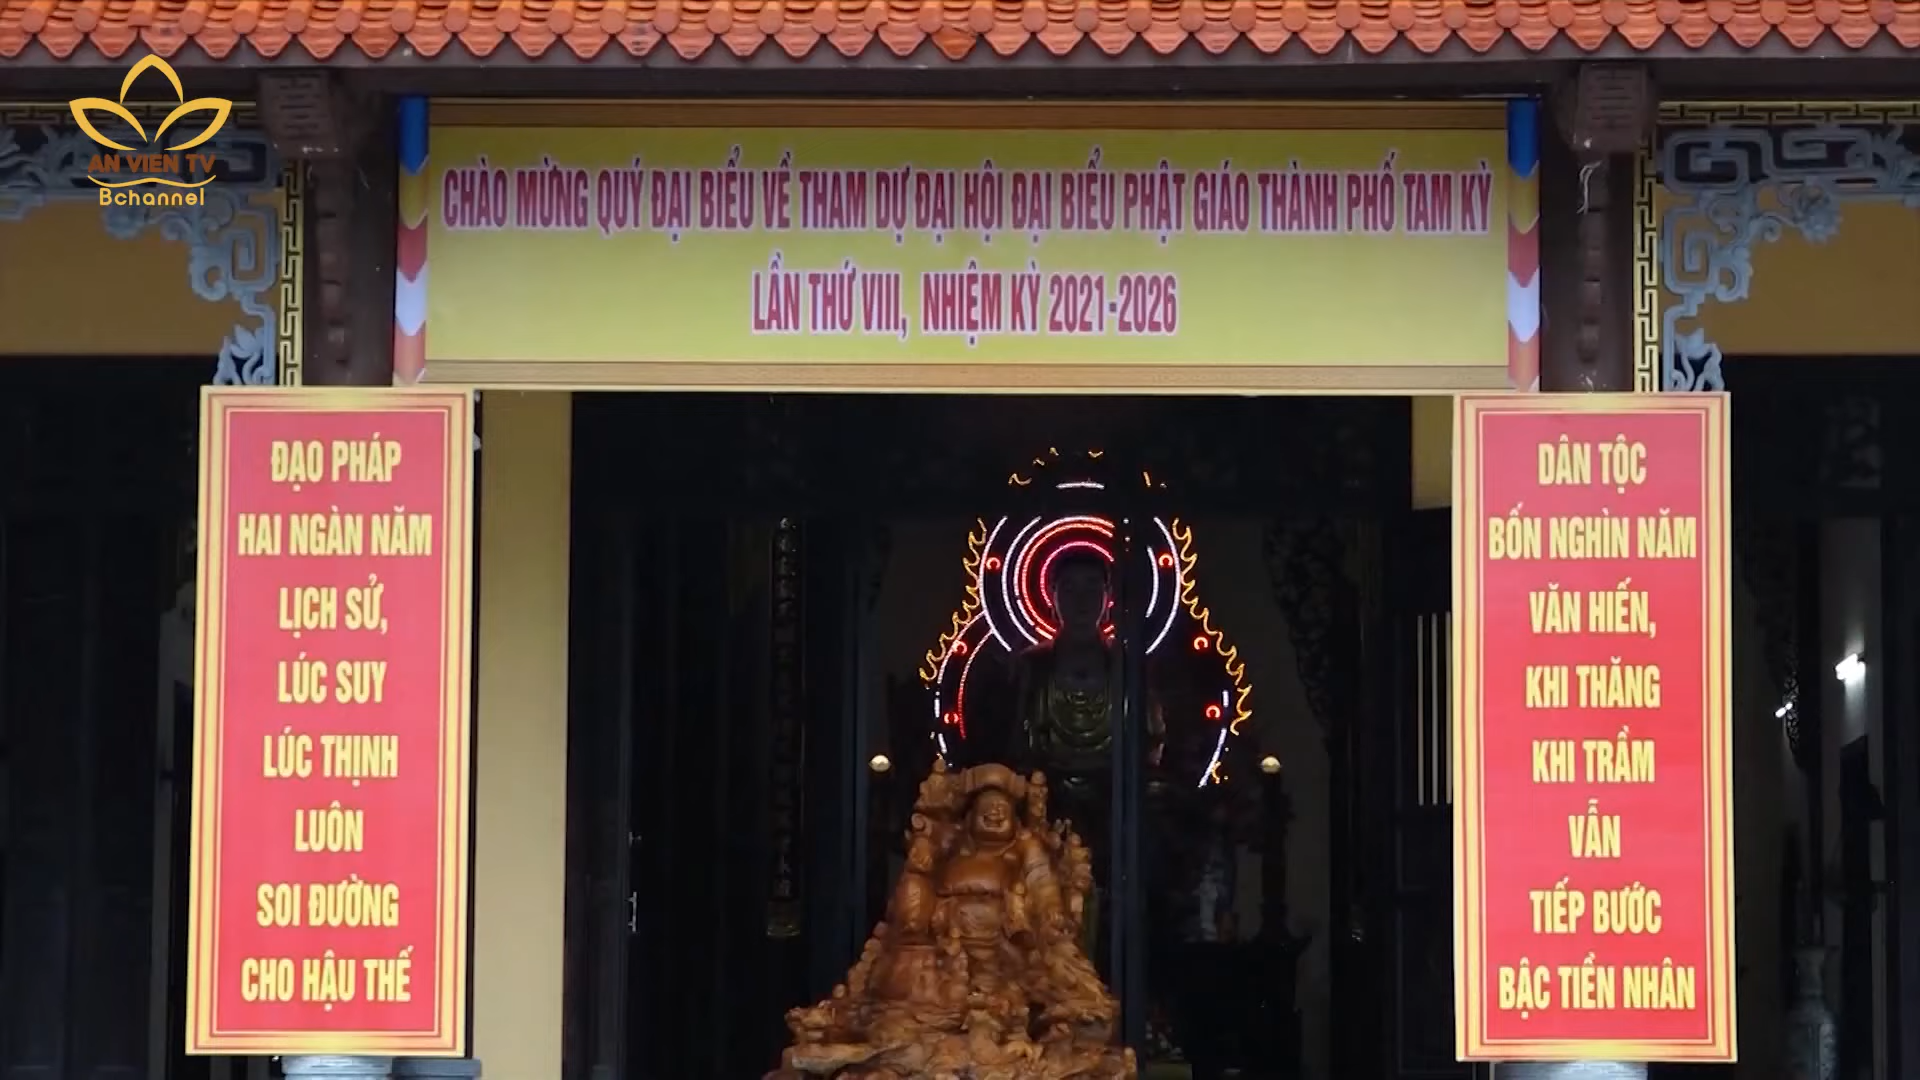 AN VIEN TV
Bchannel
CHÀO MỪNG QUÝ ĐẠI BIỂU VỀ THAM DỰ ĐẠI HỘI ĐẠI BIỂU PHẬT GIÁO THÀNH PHỐ TAM KỲ
LẦN THỨ VIII, NHIỆM KỲ 2021-2026
ĐẠO PHÁP
HAI NGÀN NĂM
LỊCH SỬ,
LÚC SUY
LÚC THỊNH
LUÔN
SOI ĐƯỜNG
CHO HẬU THẾ
DÂN TỘC
BỐN NGHÌN NĂM
VĂN HIẾN,
KHI THĂNG
KHI TRẦM
VẪN
TIẾP BƯỚC
BẬC TIỀN NHÂN